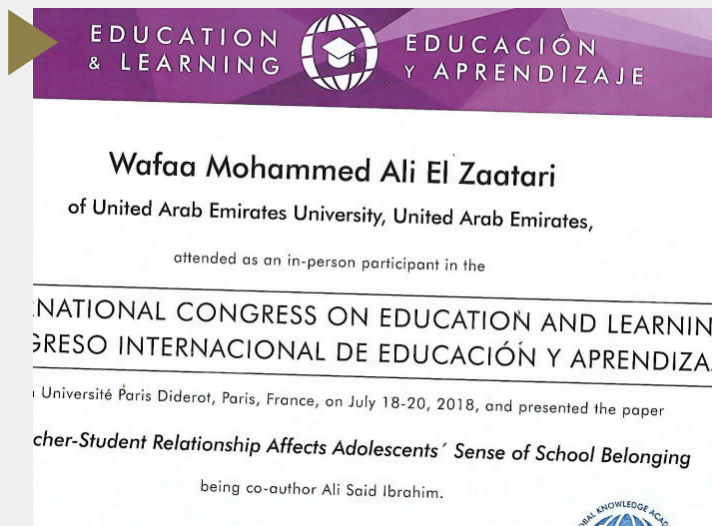 EDUCATION
& LEARNING
EDUCACIÓN
Y APRENDIZAJE
Wafaa Mohammed Ali El Zaatari
of United Arab Emirates University, United Arab Emirates,
attended as an in-person participant in the
NATIONAL CONGRESS ON EDUCATION AND LEARNIN
GRESO INTERNACIONAL DE EDUCACIÓN Y APRENDIZA
Université Paris Diderot, Paris, France, on July 18-20, 2018, and presented the paper
cher-Student Relationship Affects Adolescents´ Sense of School Belonging
being co-author Ali Said Ibrahim.
KNOWLEDGE